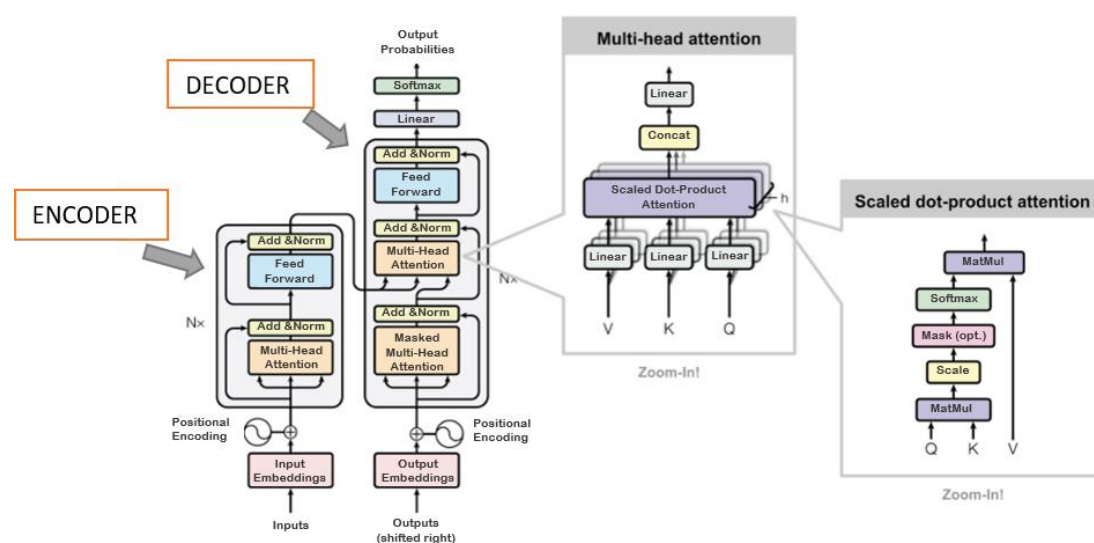 DECODER
ENCODER
Output
Probabilities
Softmax
Linear
Add &Norm
Feed
Forward
Add &Norm
Multi-Head
Attention
Nx
Add &Norm
Masked
Multi-Head
Attention
Positional
Encoding
Output
Embeddings
Outputs
(shifted right)
Add &Norm
Feed
Forward
Nx
Add &Norm
Multi-Head
Attention
Positional
Encoding
Input
Embeddings
Inputs
Multi-head attention
Linear
Concat
Scaled Dot-Product
Attention
h
Linear Linear Linear
V K Q
Zoom-In!
Scaled dot-product attention
MatMul
Softmax
Mask (opt.)
Scale
MatMul
Q K V
Zoom-In!